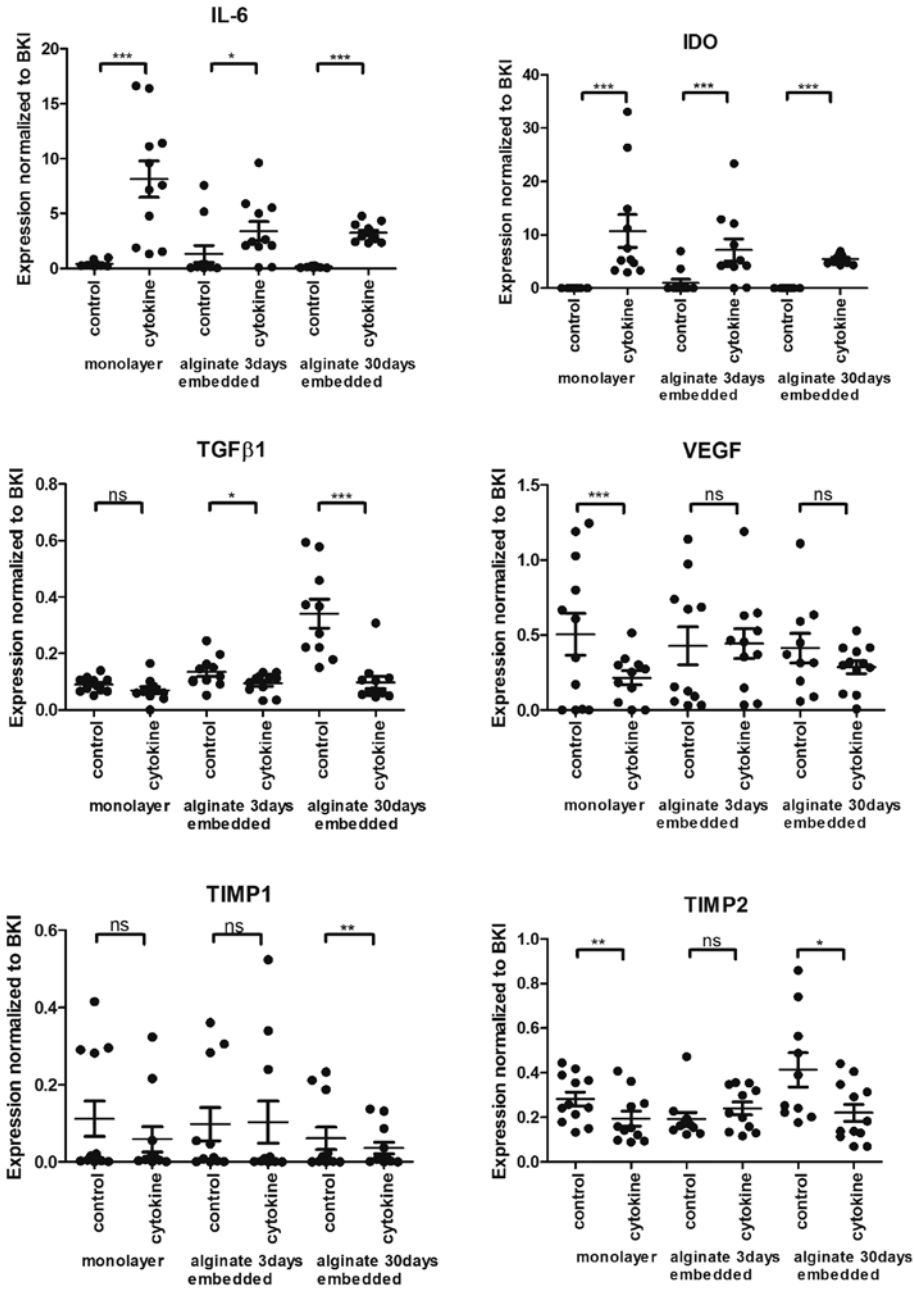 IL-6
Expression normalized to BKI
20
15
10
5
0
***
*
***
control
cytokine
control
cytokine
control
cytokine
monolayer
alginate 3days
embedded
alginate 30days
embedded
IDO
Expression normalized to BKI
40
30
20
10
0
***
***
***
control
cytokine
control
cytokine
control
cytokine
monolayer
alginate 3days
embedded
alginate 30days
embedded
TGFβ1
Expression normalized to BKI
0.8
0.6
0.4
0.2
0.0
ns
*
***
control
cytokine
control
cytokine
control
cytokine
monolayer
alginate 3days
embedded
alginate 30days
embedded
VEGF
Expression normalized to BKI
1.5
1.0
0.5
0.0
***
ns
ns
control
cytokine
control
cytokine
control
cytokine
monolayer
alginate 3days
embedded
alginate 30days
embedded
TIMP1
Expression normalized to BKI
0.6
0.4
0.2
0.0
ns
ns
**
control
cytokine
control
cytokine
control
cytokine
monolayer
alginate 3days
embedded
alginate 30days
embedded
TIMP2
Expression normalized to BKI
1.0
0.8
0.6
0.4
0.2
0.0
**
ns
*
control
cytokine
control
cytokine
control
cytokine
monolayer
alginate 3days
embedded
alginate 30days
embedded